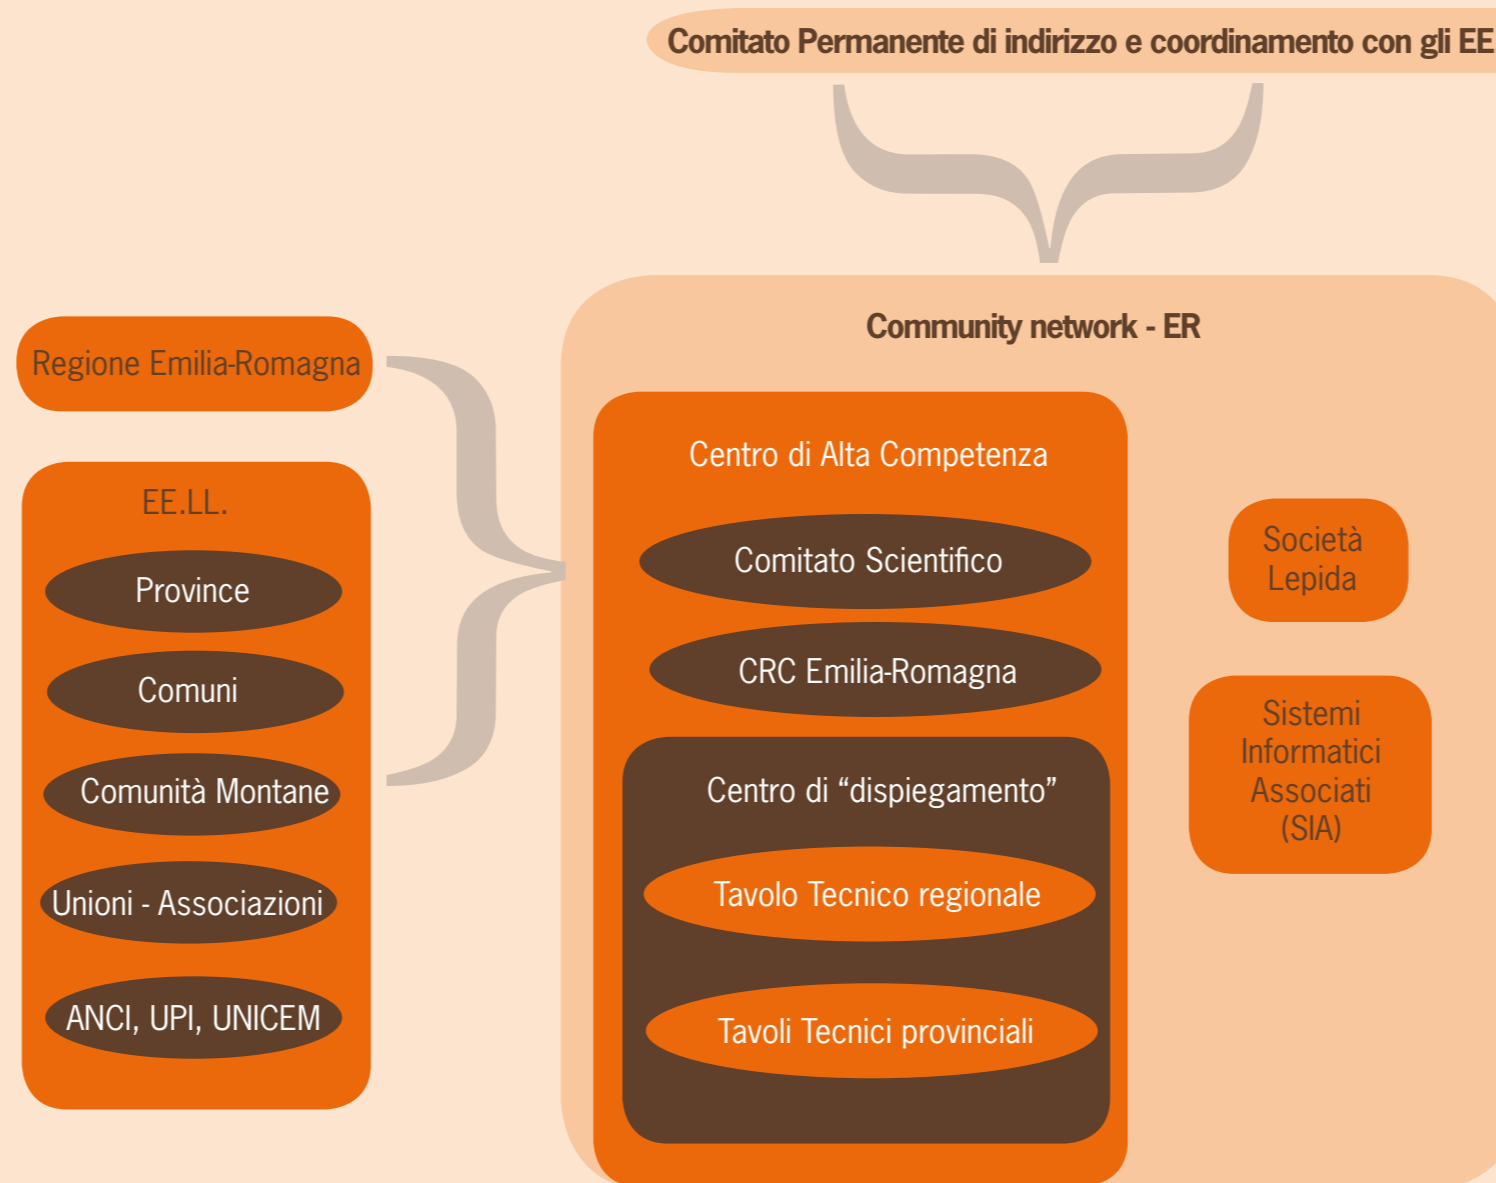 Comitato Permanente di indirizzo e coordinamento con gli EE
Community network - ER
Regione Emilia-Romagna
EE.LL.
Province
Comuni
Comunità Montane
Unioni - Associazioni
ANCI, UPI, UNICEM
Centro di Alta Competenza
Comitato Scientifico
CRC Emilia-Romagna
Centro di “dispiegamento”
Tavolo Tecnico regionale
Tavoli Tecnici provinciali
Società
Lepida
Sistemi
Informatici
Associati
(SIA)